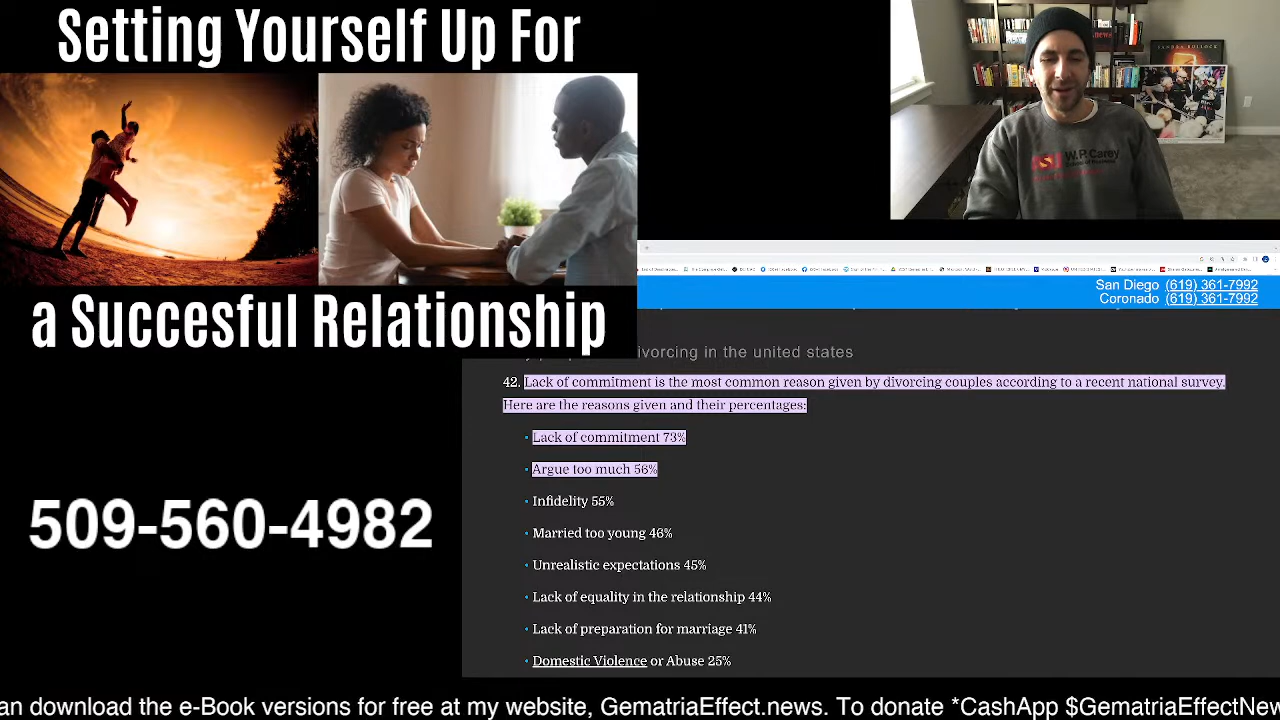 Setting Yourself Up For
a Succesful Relationship
SANDRA BULLOCK
W. P. Carey
San Diego (619) 361-7992
Coronado (619) 361-7992
ivorcing in the united states
42. Lack of commitment is the most common reason given by divorcing couples according to a recent national survey.
Here are the reasons given and their percentages:
• Lack of commitment 73%
• Argue too much 56%
• Infidelity 55%
• Married too young 46%
• Unrealistic expectations 45%
• Lack of equality in the relationship 44%
• Lack of preparation for marriage 41%
• Domestic Violence or Abuse 25%
509-560-4982
an download the e-Book versions for free at my website, GematriaEffect.news. To donate *CashApp $GematriaEffectNew